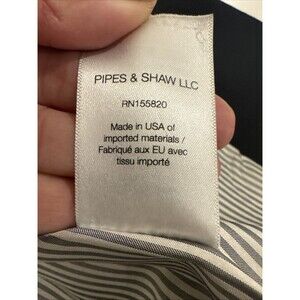 PIPES & SHAW LLC
RN155820
Made in USA of
imported materials /
Fabriqué aux EU avec
tissu importé